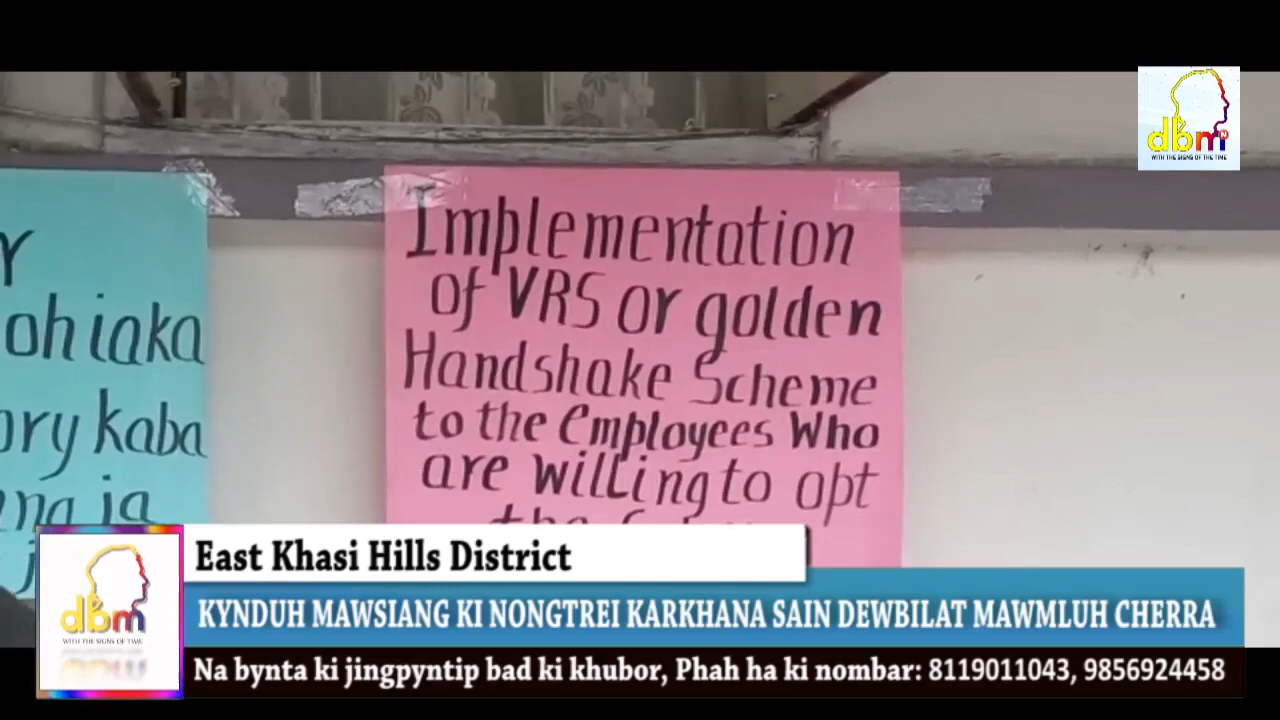 dbm
WITH THE SIGNS OF THE TIME
Implementation
of VRS or golden
Handshake Scheme
to the Employees Who
are willing to opt
iaka
kaba
ia
East Khasi Hills District
KYNDUH MAWSIANG KI NONGTREI KARKHANA SAIN DEWBILAT MAWMLUH CHERRA
dbm
WITH THE SIGNS OF TIME
Na bynta ki jingpyntip bad ki khubor, Phah ha ki nombar: 8119011043, 9856924458